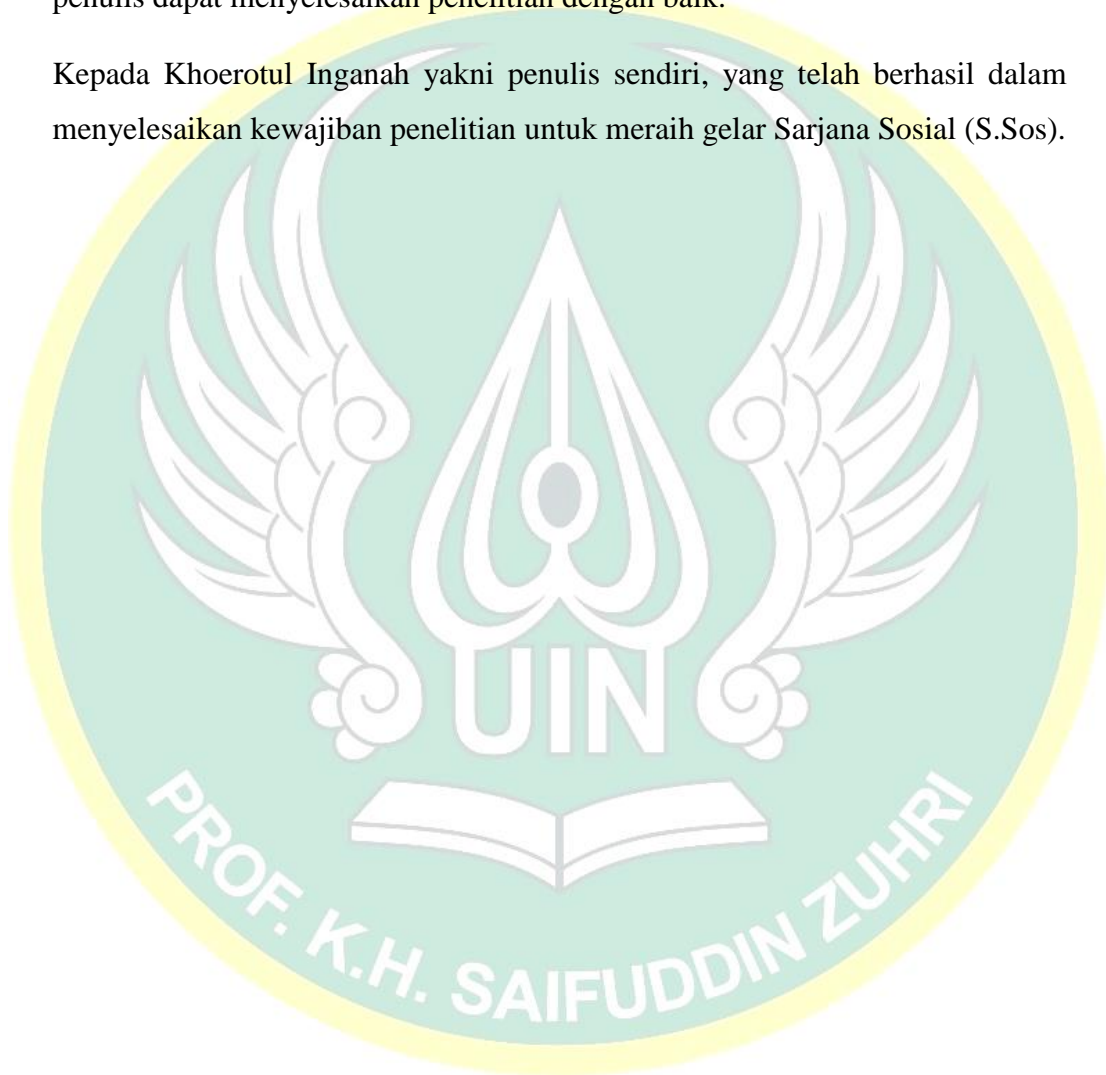 penulis dapat menyelesaikan penelitian dengan baik.
Kepada Khoerotul Inganah yakni penulis sendiri, yang telah berhasil dalam
menyelesaikan kewajiban penelitian untuk meraih gelar Sarjana Sosial (S.Sos).
UIN
PROF. K.H. SAIFUDDIN ZUHRI